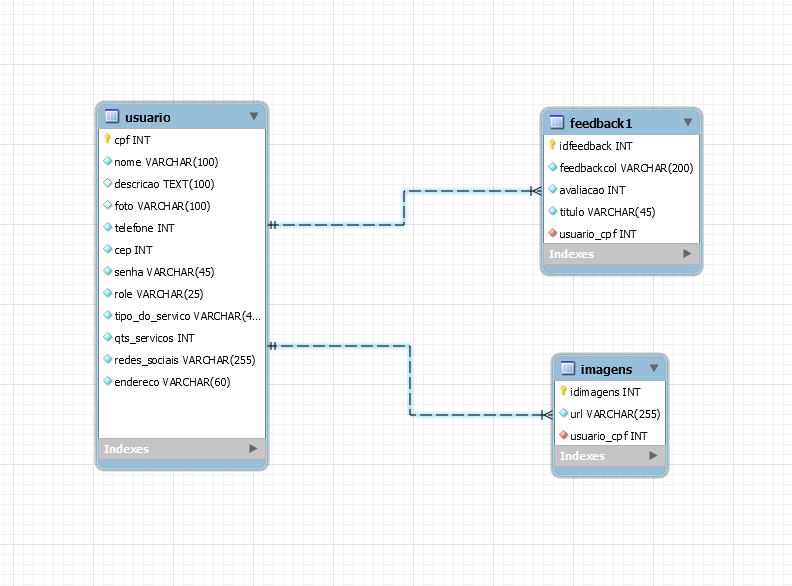 usuario
cpf INT
nome VARCHAR(100)
descricao TEXT(100)
foto VARCHAR(100)
telefone INT
cep INT
senha VARCHAR(45)
role VARCHAR(25)
tipo_do_servico VARCHAR(4...
qts_servicos INT
redes_sociais VARCHAR(255)
endereco VARCHAR(60)
Indexes
feedback1
idfeedback INT
feedbackcol VARCHAR(200)
avaliacao INT
titulo VARCHAR(45)
usuario_cpf INT
Indexes
imagens
idimagens INT
url VARCHAR(255)
usuario_cpf INT
Indexes